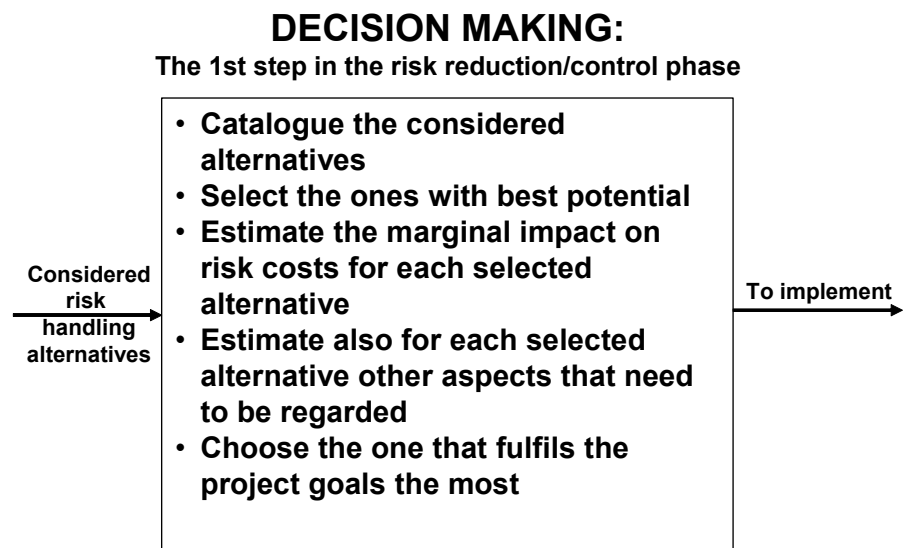 DECISION MAKING:
The 1st step in the risk reduction/control phase
• Catalogue the considered
alternatives
• Select the ones with best potential
• Estimate the marginal impact on
risk costs for each selected
alternative
• Estimate also for each selected
alternative other aspects that need
to be regarded
• Choose the one that fulfils the
project goals the most
Considered
risk
handling
alternatives
To implement